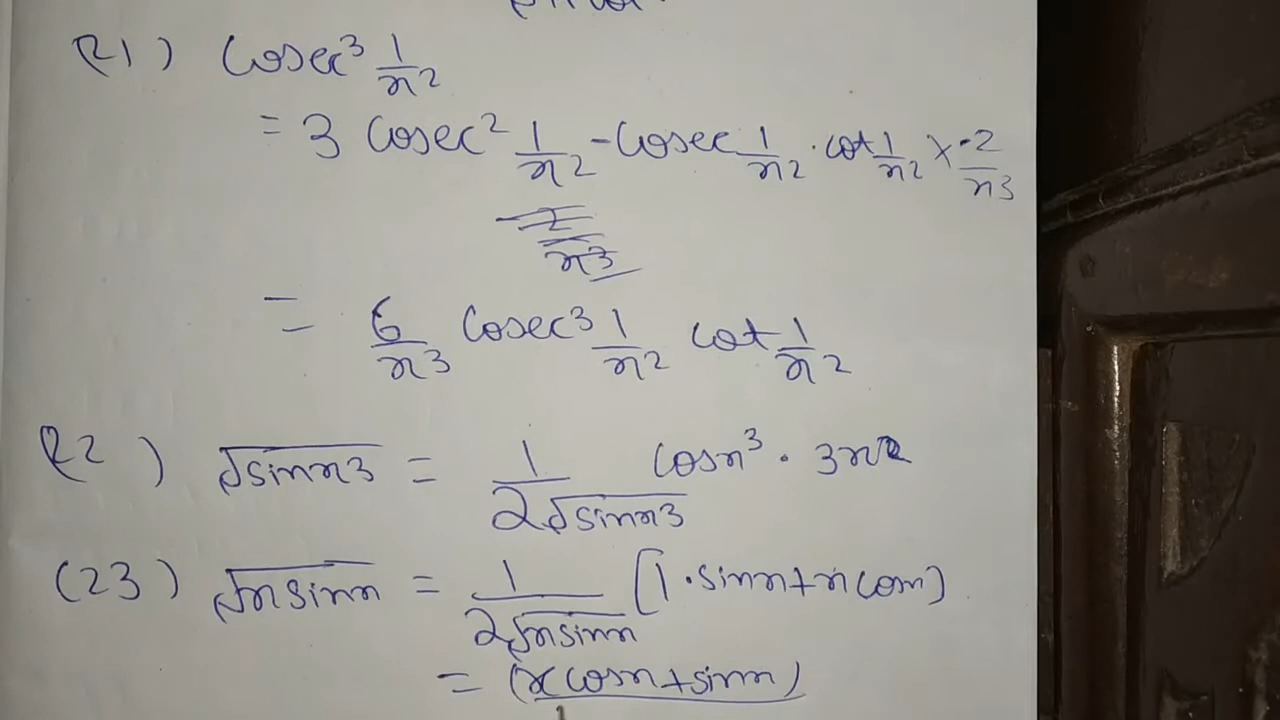 (21) cosec³ 1/x²
= 3 cosec² 1/x² - cosec 1/x² · cot 1/x² × -2/x³
= 6/x³ cosec³ 1/x² cot 1/x²
(22) √sinx³ = 1/2√sinx³ cosx³ · 3x²
(23) √xsinx = 1/2√xsinx [1·sinx+xcosx)
= (xcosx+sinx)